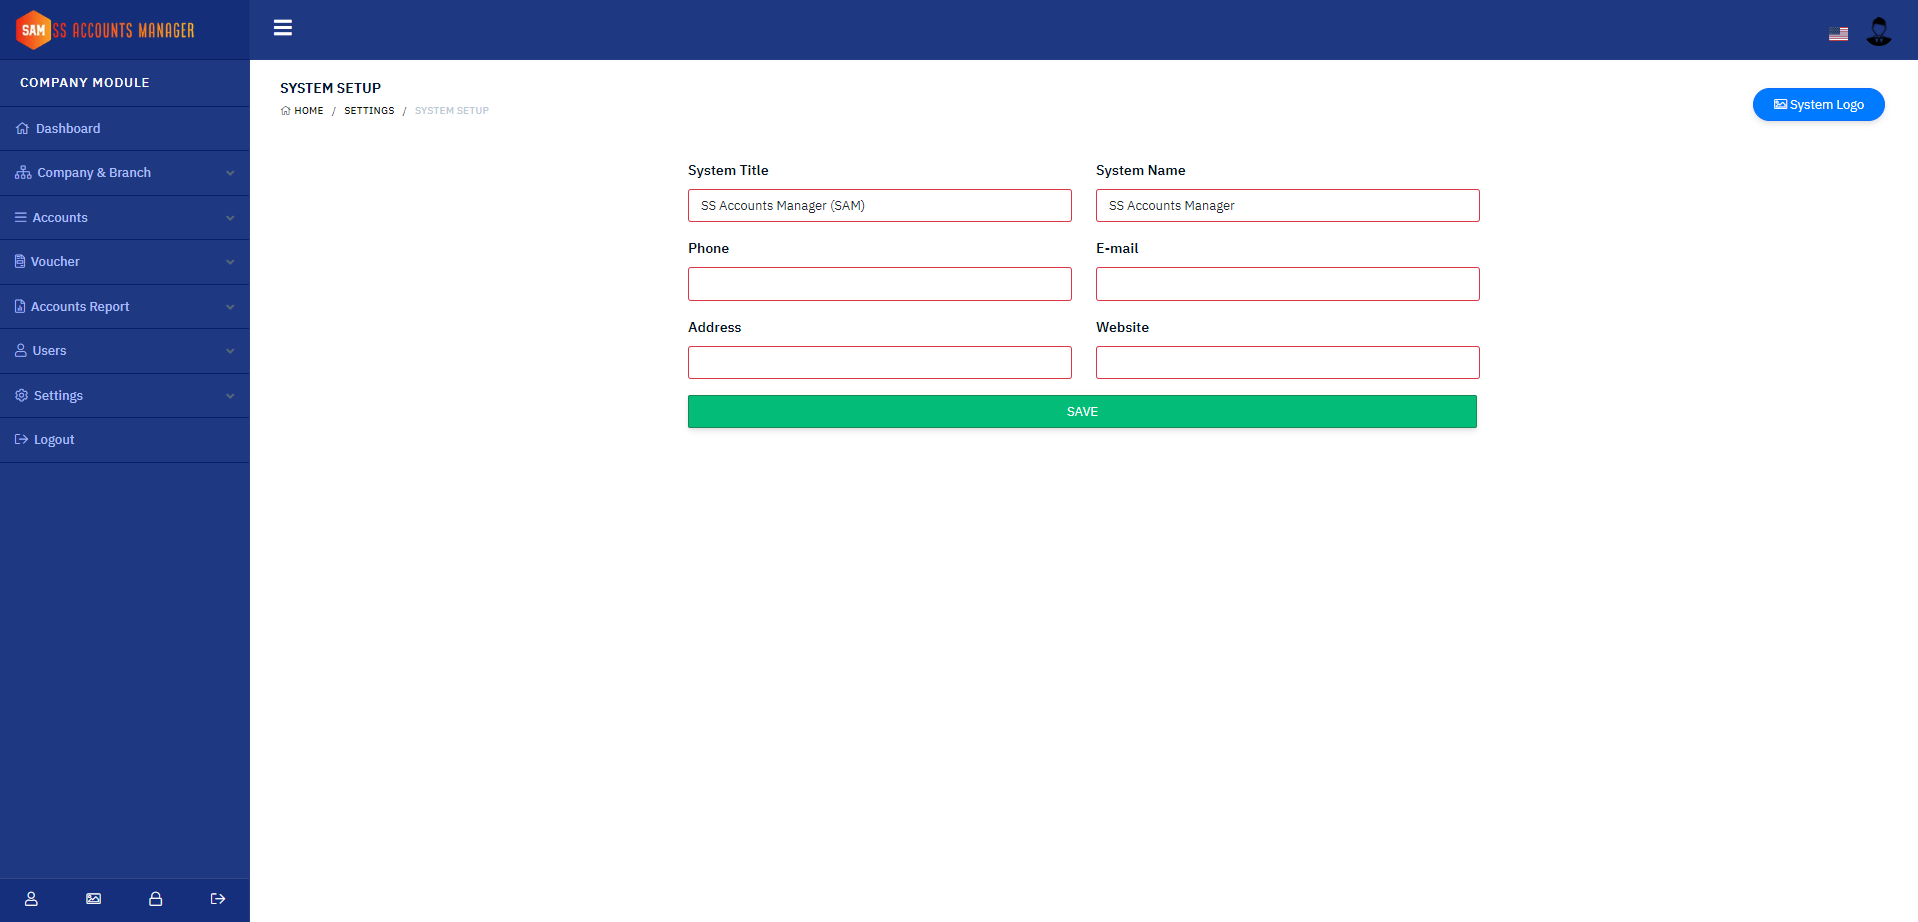 SAM SS ACCOUNTS MANAGER
COMPANY MODULE
Dashboard
Company & Branch
Accounts
Voucher
Accounts Report
Users
Settings
Logout
SYSTEM SETUP
HOME / SETTINGS / SYSTEM SETUP
System Logo
System Title
System Name
SS Accounts Manager (SAM)
SS Accounts Manager
Phone
E-mail
Address
Website
SAVE